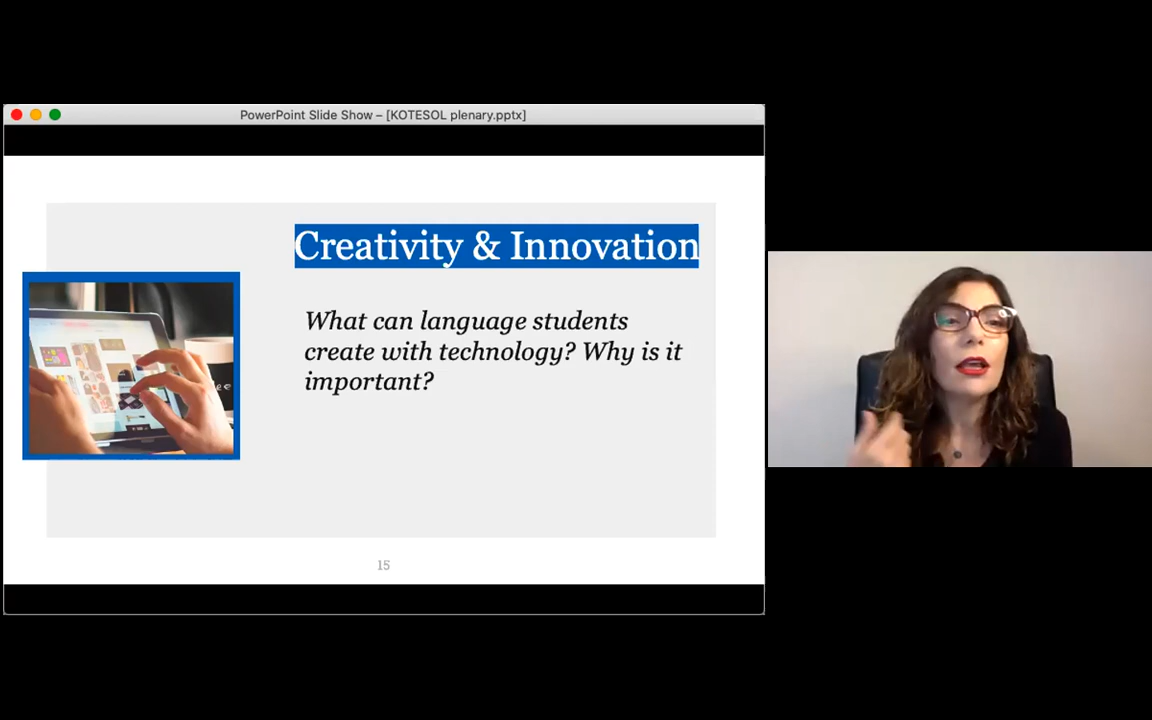 PowerPoint Slide Show – [KOTESOL plenary.pptx]
Creativity & Innovation
What can language students
create with technology? Why is it
important?
15